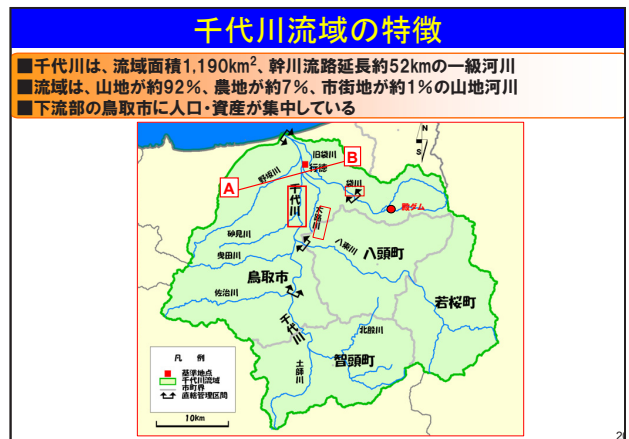 千代川流域の特徴
■千代川は、流域面積1,190km²、幹川流路延長約52kmの一級河川
■流域は、山地が約92％、農地が約7％、市街地が約1％の山地河川
■下流部の鳥取市に人口・資産が集中している
N
S
旧袋川
B
行徳
A
野坂川
袋川
殿ダム
千代川
大路川
砂見川
八東川
八頭町
曳田川
鳥取市
佐治川
若桜町
千代川
北股川
智頭町
土師川
凡 例
基準地点
千代川流域
市町界
直轄管理区間
10km